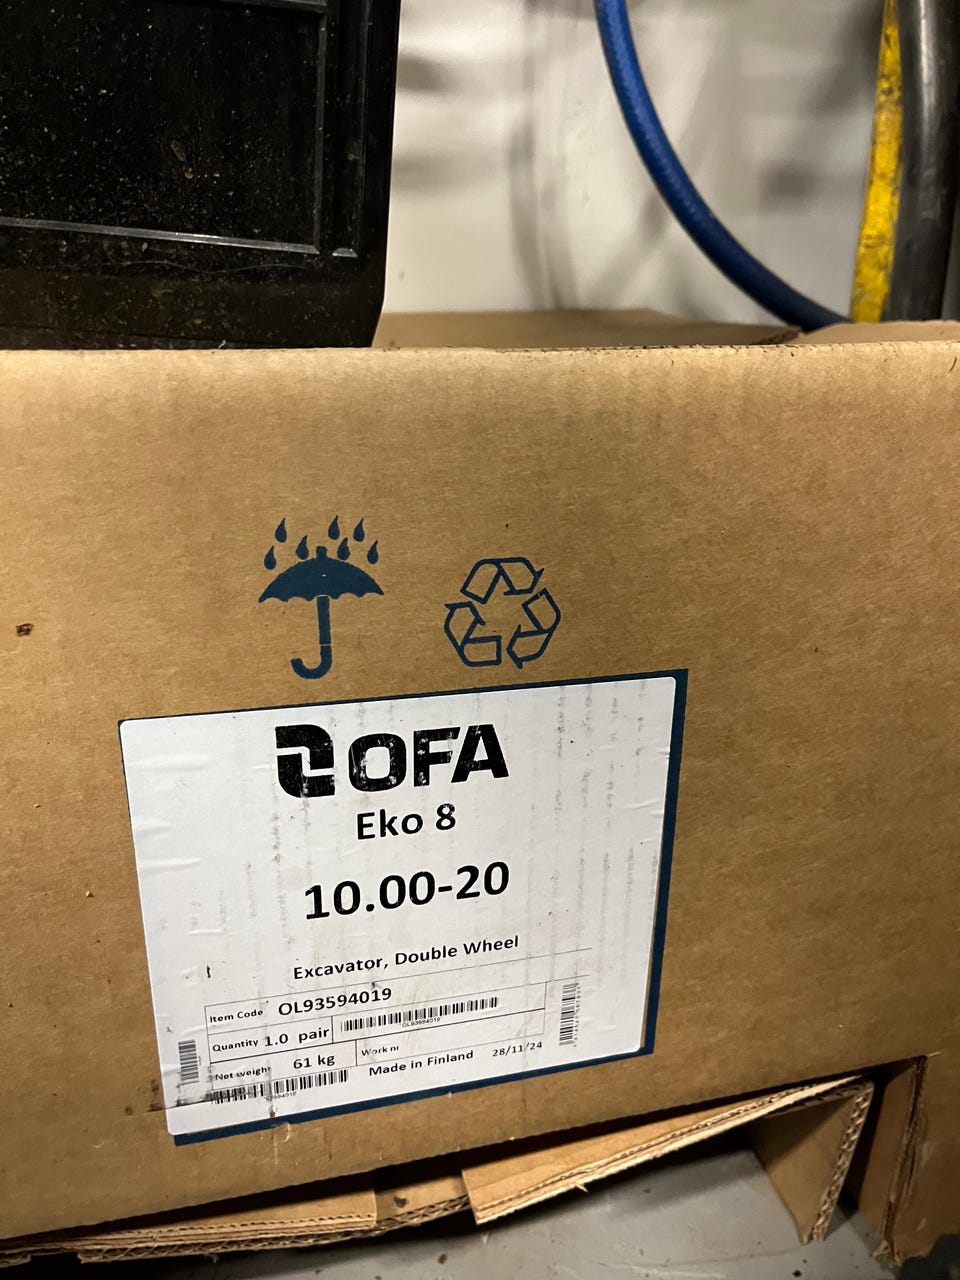 OFA
Eko 8
10.00-20
Excavator, Double Wheel
Item Code OL93594019
Quantity 1.0 pair
OL93594019
Net weight 61 kg
Work nr
Made in Finland 28/11/24